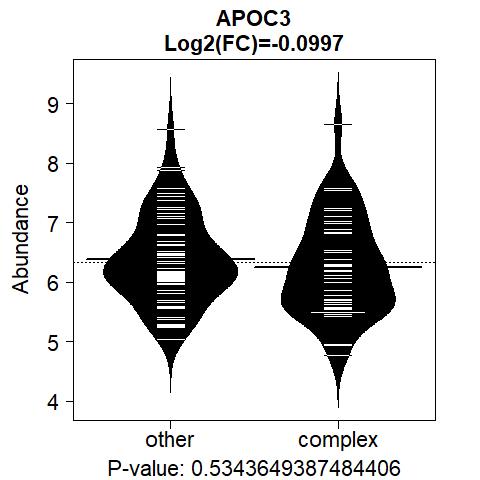 APOC3
Log2(FC)=-0.0997
Abundance
9
8
7
6
5
4
other complex
P-value: 0.5343649387484406